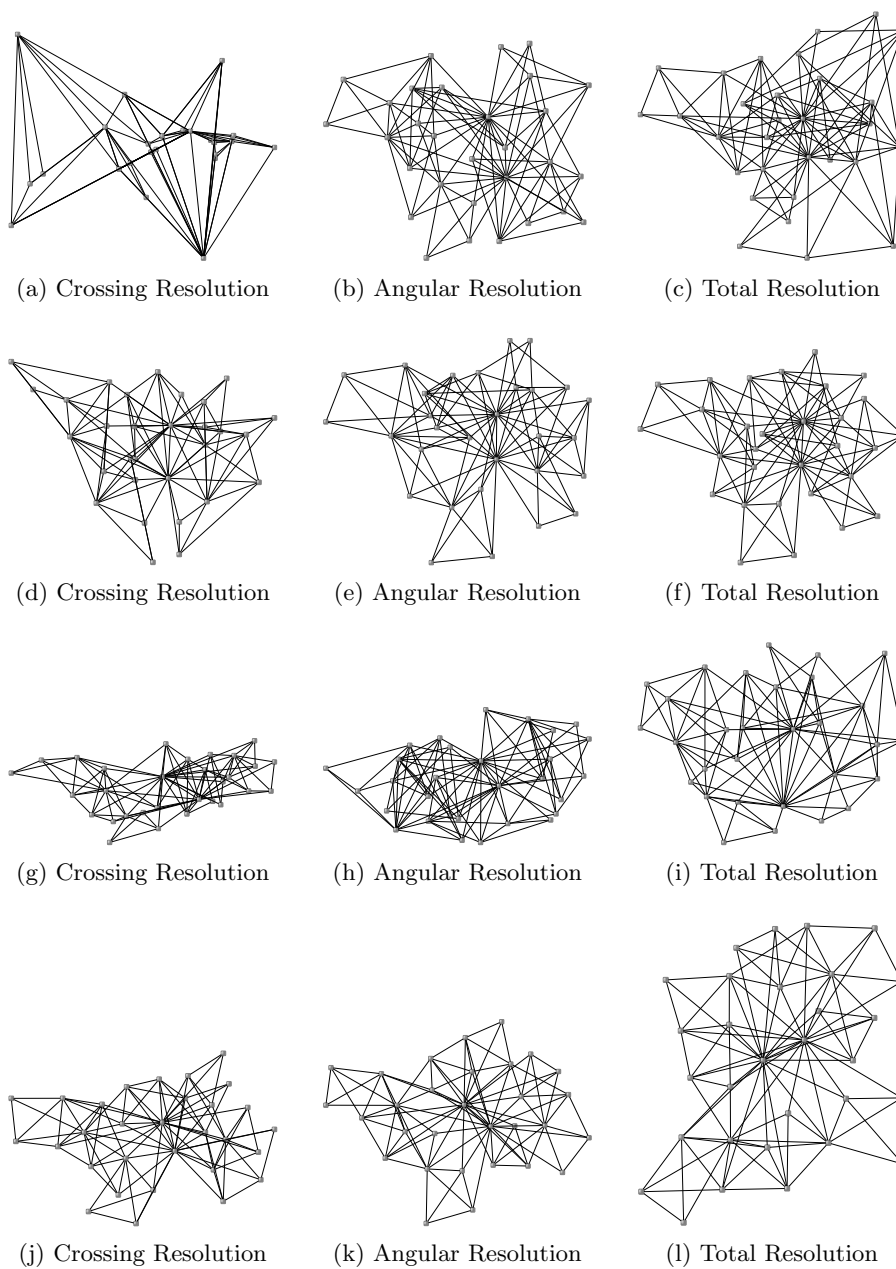 (a) Crossing Resolution
(b) Angular Resolution
(c) Total Resolution
(d) Crossing Resolution
(e) Angular Resolution
(f) Total Resolution
(g) Crossing Resolution
(h) Angular Resolution
(i) Total Resolution
(j) Crossing Resolution
(k) Angular Resolution
(l) Total Resolution